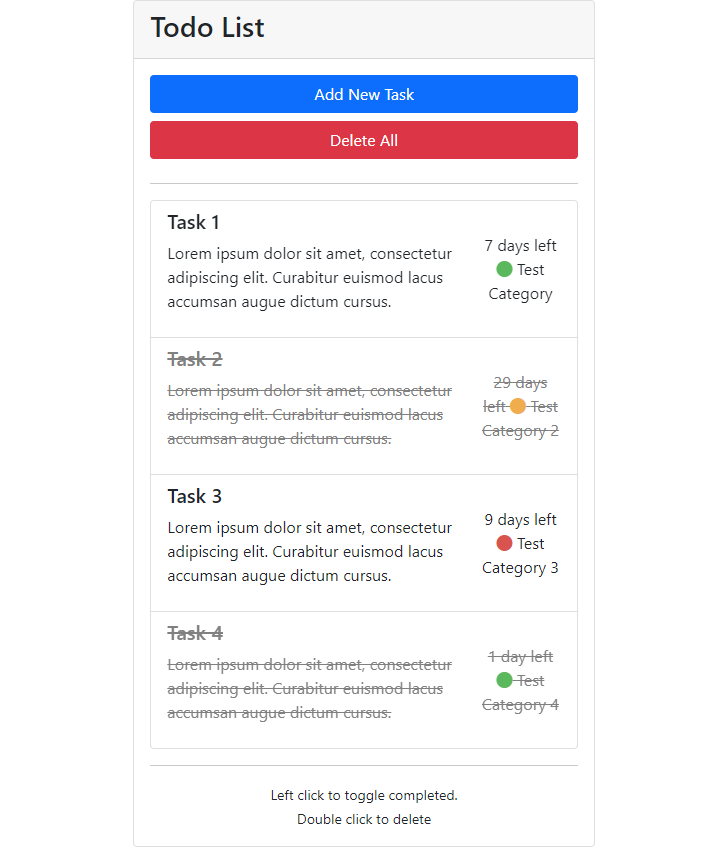 Todo List
Add New Task
Delete All
Task 1
Lorem ipsum dolor sit amet, consectetur
adipiscing elit. Curabitur euismod lacus
accumsan augue dictum cursus.
7 days left
Test
Category
Task 2
Lorem ipsum dolor sit amet, consectetur
adipiscing elit. Curabitur euismod lacus
accumsan augue dictum cursus.
29 days
left Test
Category 2
Task 3
Lorem ipsum dolor sit amet, consectetur
adipiscing elit. Curabitur euismod lacus
accumsan augue dictum cursus.
9 days left
Test
Category 3
Task 4
Lorem ipsum dolor sit amet, consectetur
adipiscing elit. Curabitur euismod lacus
accumsan augue dictum cursus.
1 day left
Test
Category 4
Left click to toggle completed.
Double click to delete